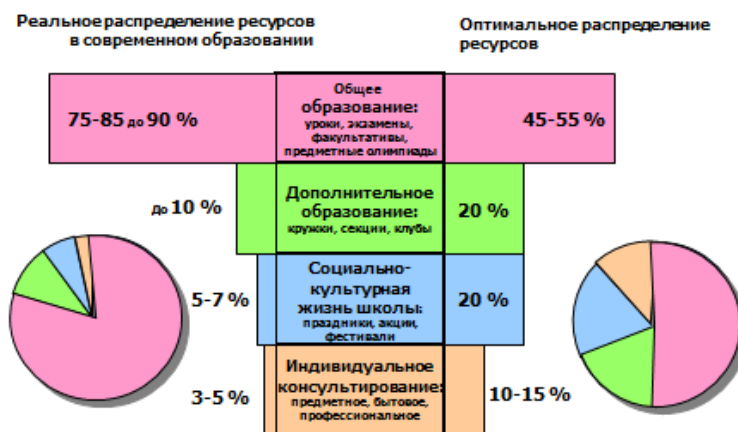 Реальное распределение ресурсов
в современном образовании
Оптимальное распределение
ресурсов
75-85 до 90 %
Общее
образование:
уроки, экзамены,
факультативы,
предметные олимпиады
45-55 %
до 10 %
Дополнительное
образование:
кружки, секции, клубы
20 %
5-7 %
Социально-
культурная
жизнь школы:
праздники, акции,
фестивали
20 %
3-5 %
Индивидуальное
консультирование:
предметное, бытовое,
профессиональное
10-15 %